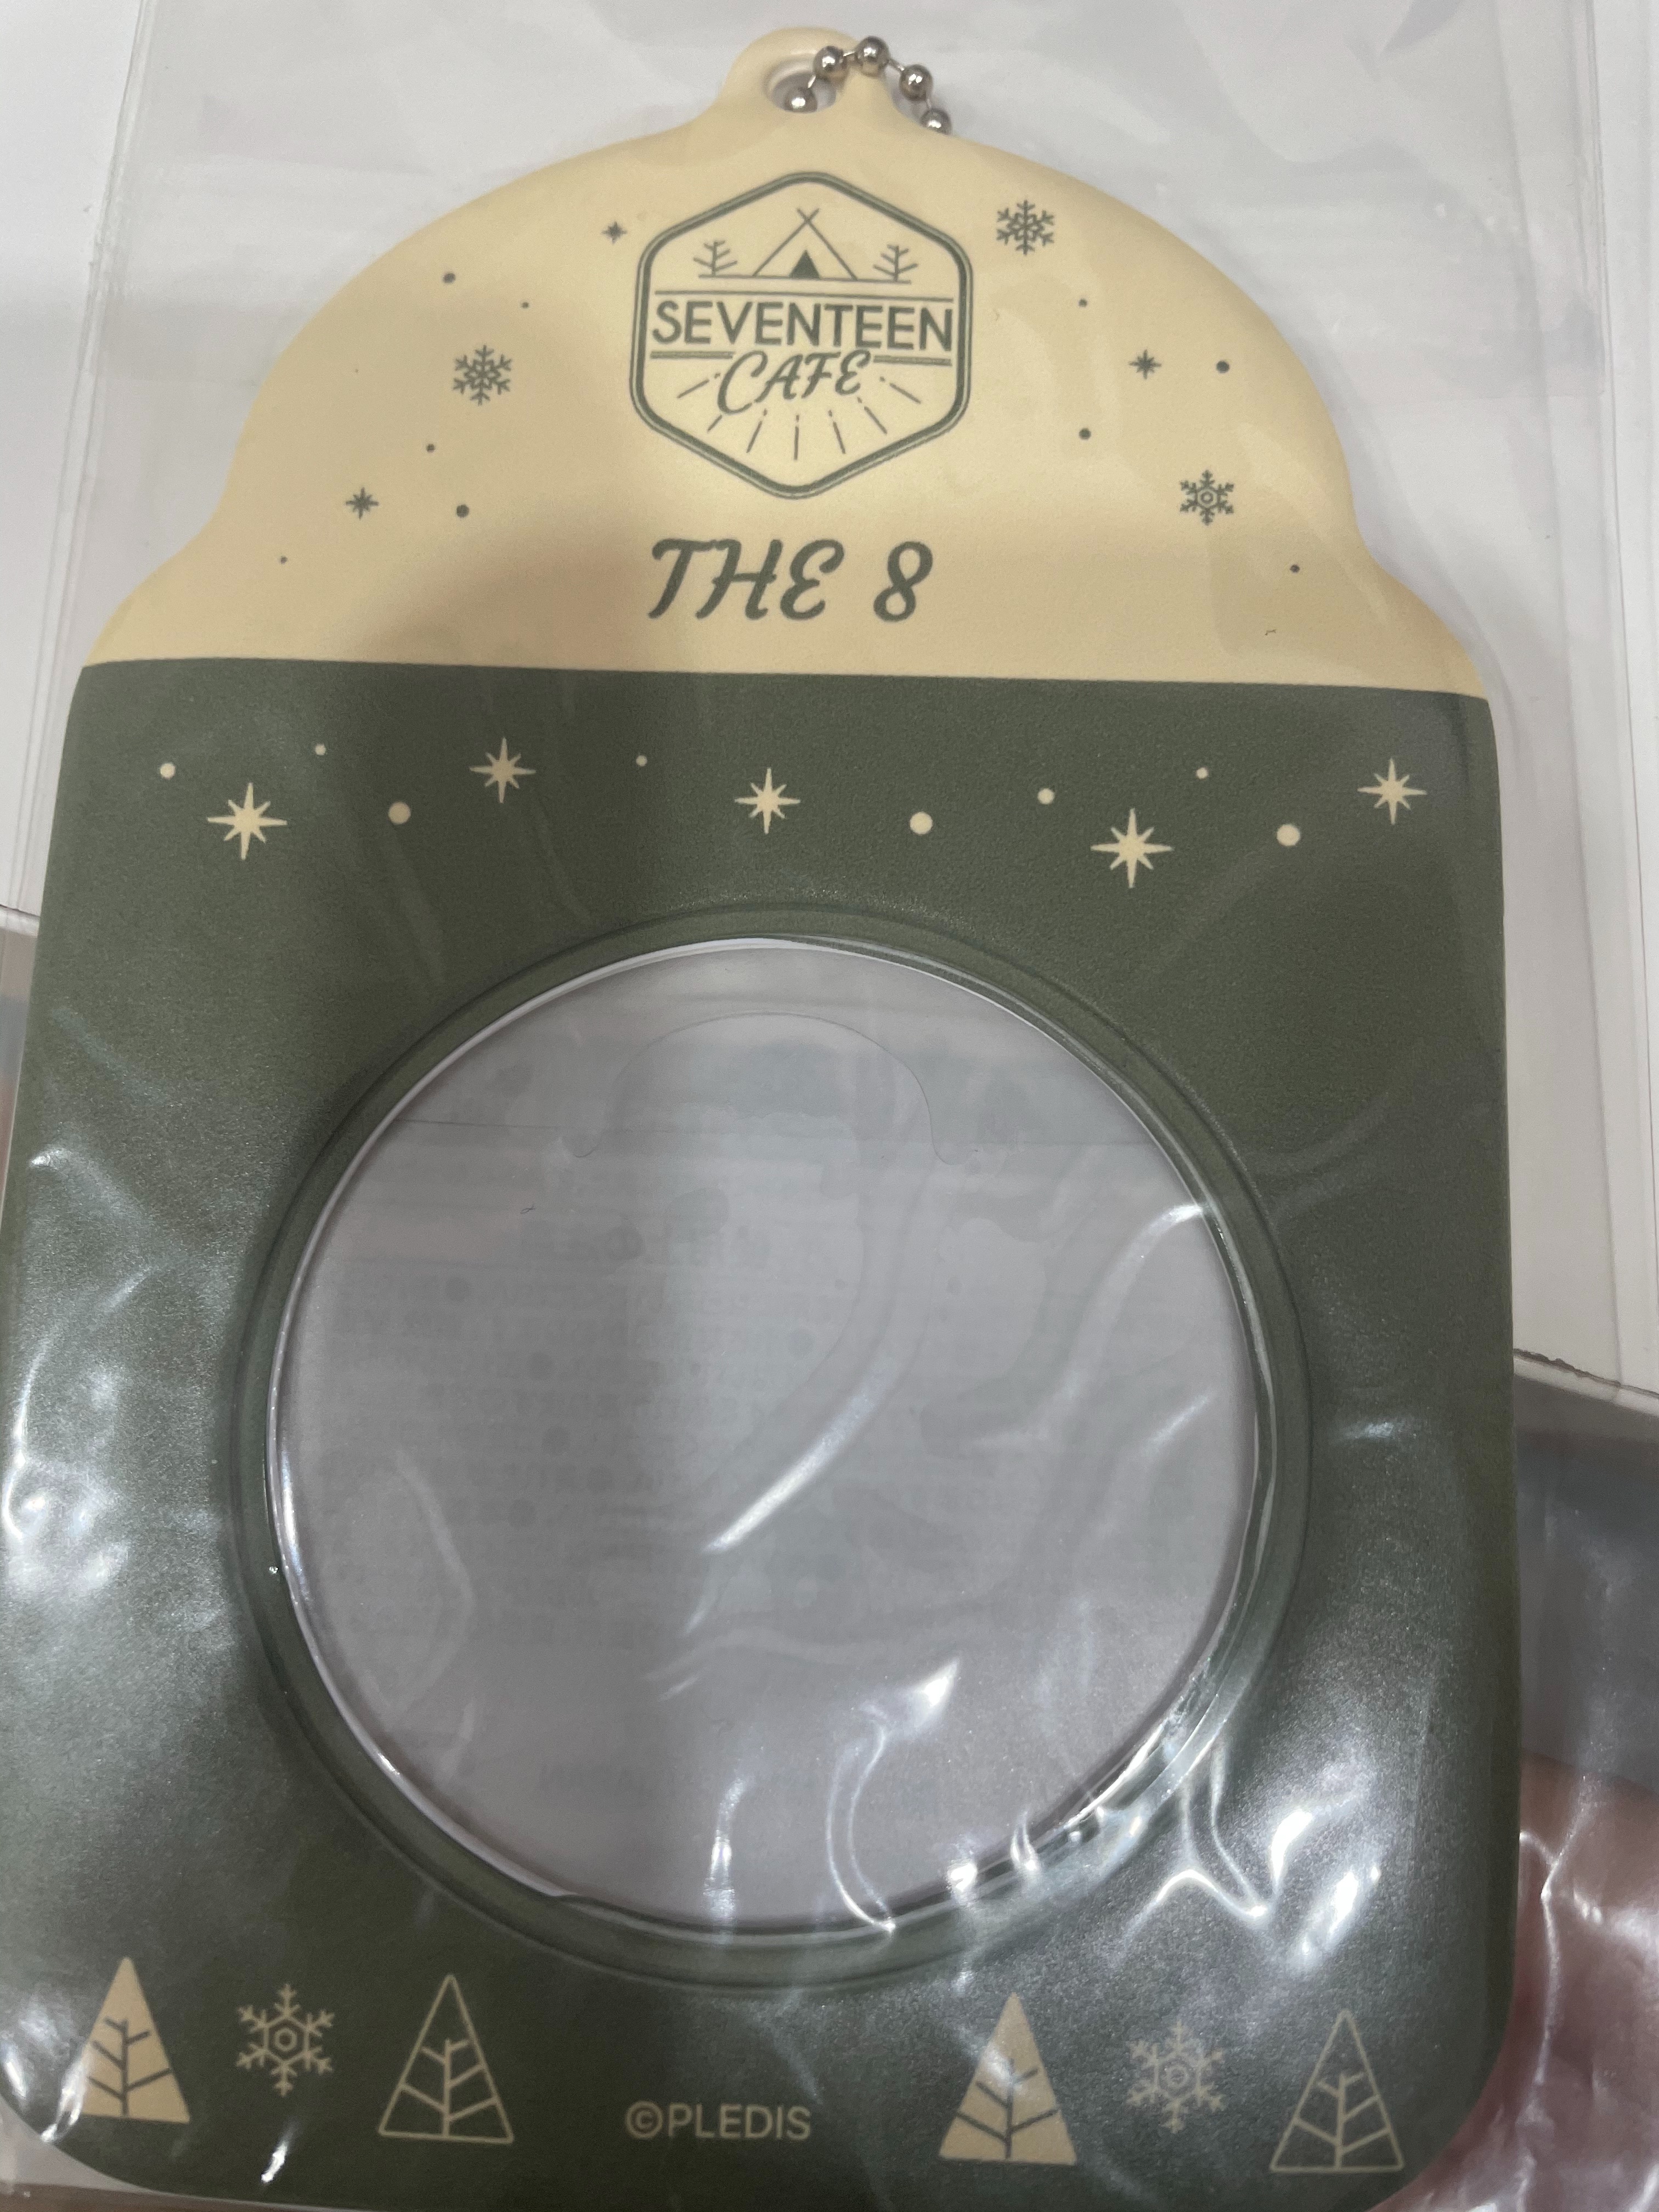 SEVENTEEN
CAFE
THE 8
©PLEDIS